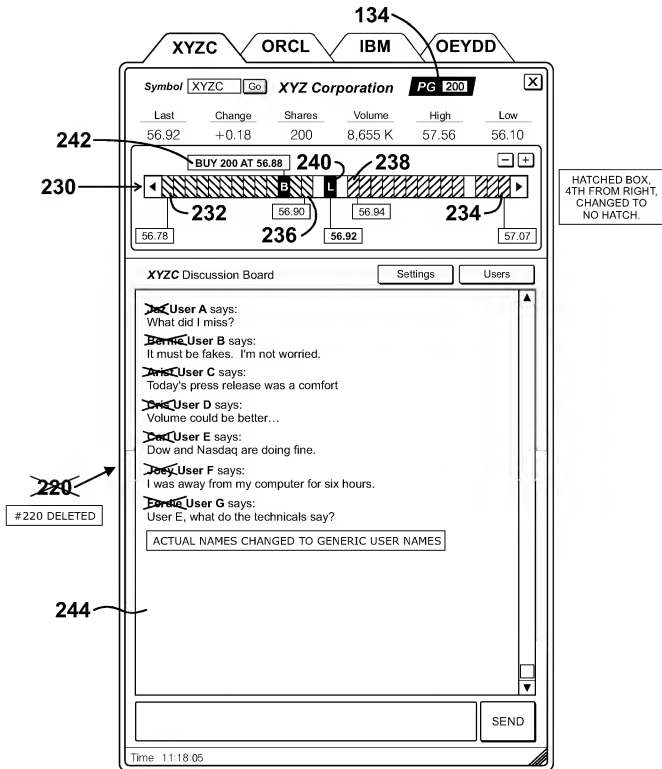 134
XYZC ORCL IBM OEYDD
Symbol XYZC Go XYZ Corporation PG 200 X
Last Change Shares Volume High Low
56.92 +0.18 200 8,655 K 57.56 56.10
242 BUY 200 AT 56.88 240 238 − +
230 B L
232 56.90 236 56.94 234
56.78 56.92 57.07
HATCHED BOX,
4TH FROM RIGHT,
CHANGED TO
NO HATCH.
XYZC Discussion Board Settings Users
Jaz User A says:
What did I miss?
Bernie User B says:
It must be fakes. I'm not worried.
Arist User C says:
Today's press release was a comfort
Cris User D says:
Volume could be better...
Carl User E says:
Dow and Nasdaq are doing fine.
Joey User F says:
I was away from my computer for six hours.
Ferdie User G says:
User E, what do the technicals say?
220
#220 DELETED
ACTUAL NAMES CHANGED TO GENERIC USER NAMES
244
SEND
Time 11:18:05